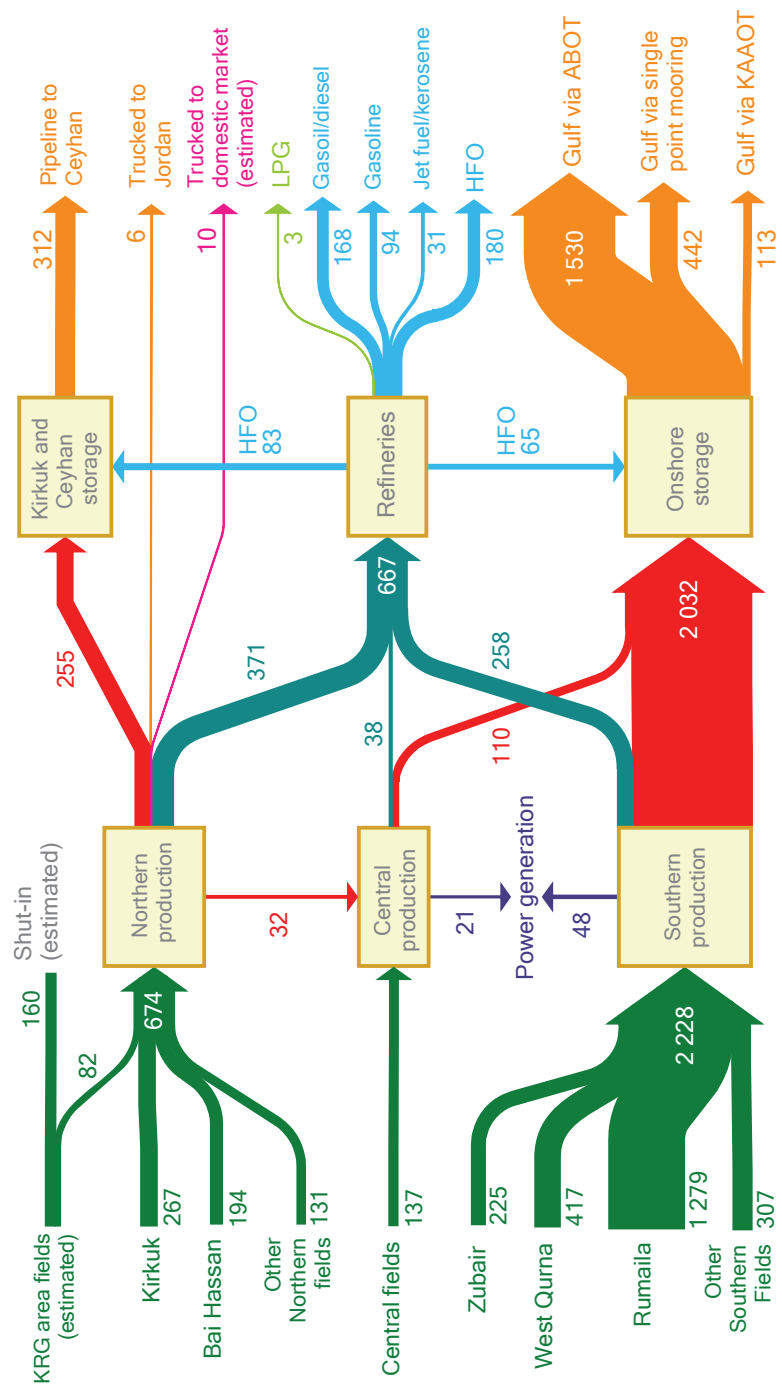 KRG area fields
(estimated)
Kirkuk
267
Bai Hassan
194
Other
Northern
fields
131
Central fields
137
Zubair
225
West Qurna
417
Rumaila
1 279
Other
Southern
Fields
307
Shut-in
(estimated)
160
82
674
2 228
Northern
production
32
Central
production
21
Power generation
48
Southern
production
255
371
38
110
258
667
2 032
Kirkuk and
Ceyhan
storage
HFO
83
Refineries
HFO
65
Onshore
storage
312
Pipeline to
Ceyhan
6
Trucked to
Jordan
10
Trucked to
domestic market
(estimated)
3
LPG
168
Gasoil/diesel
94
Gasoline
31
Jet fuel/kerosene
180
HFO
1 530
Gulf via ABOT
442
Gulf via single
point mooring
113
Gulf via KAAOT